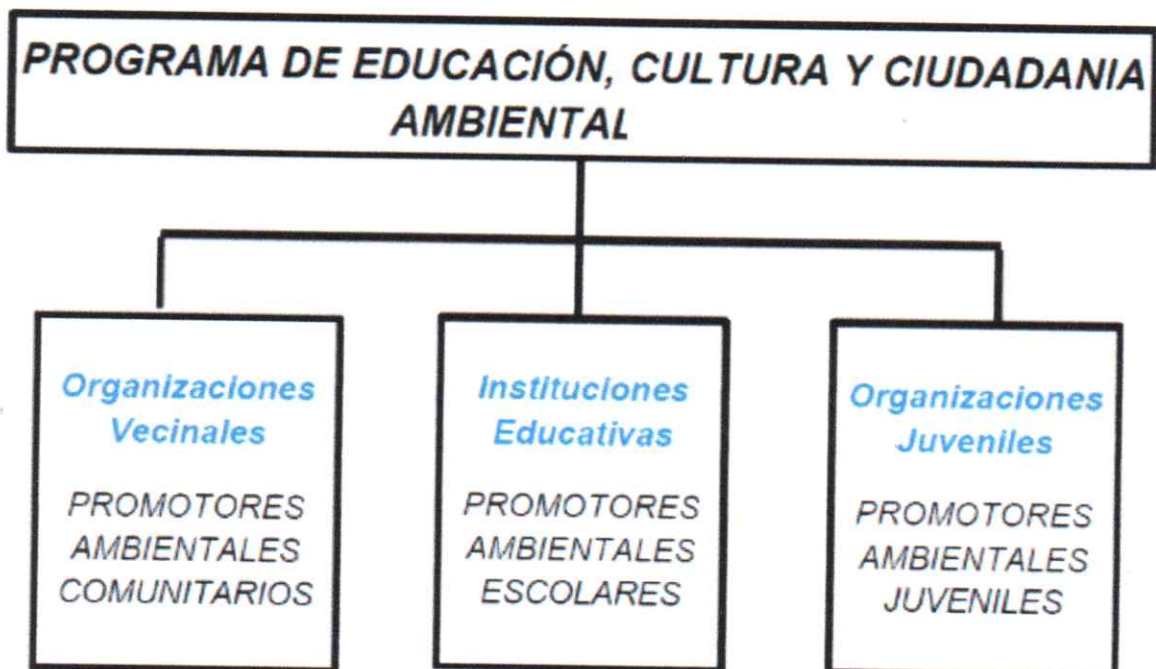 PROGRAMA DE EDUCACIÓN, CULTURA Y CIUDADANIA
AMBIENTAL
Organizaciones
Vecinales
PROMOTORES
AMBIENTALES
COMUNITARIOS
Instituciones
Educativas
PROMOTORES
AMBIENTALES
ESCOLARES
Organizaciones
Juveniles
PROMOTORES
AMBIENTALES
JUVENILES